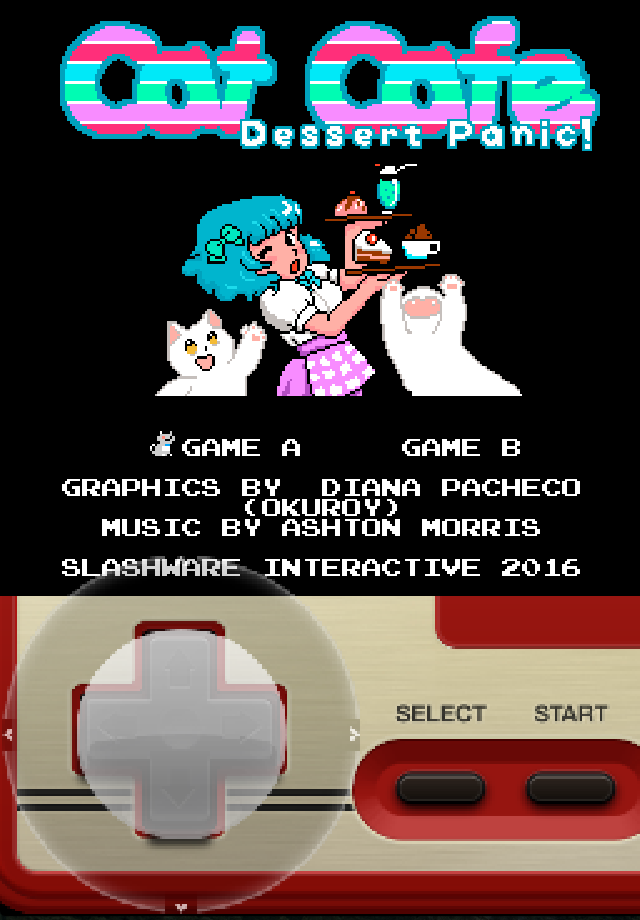 Cat Cafe
Dessert Panic!
GAME A GAME B
GRAPHICS BY DIANA PACHECO
(OKUROY)
MUSIC BY ASHTON MORRIS
SLASHWARE INTERACTIVE 2016
SELECT START